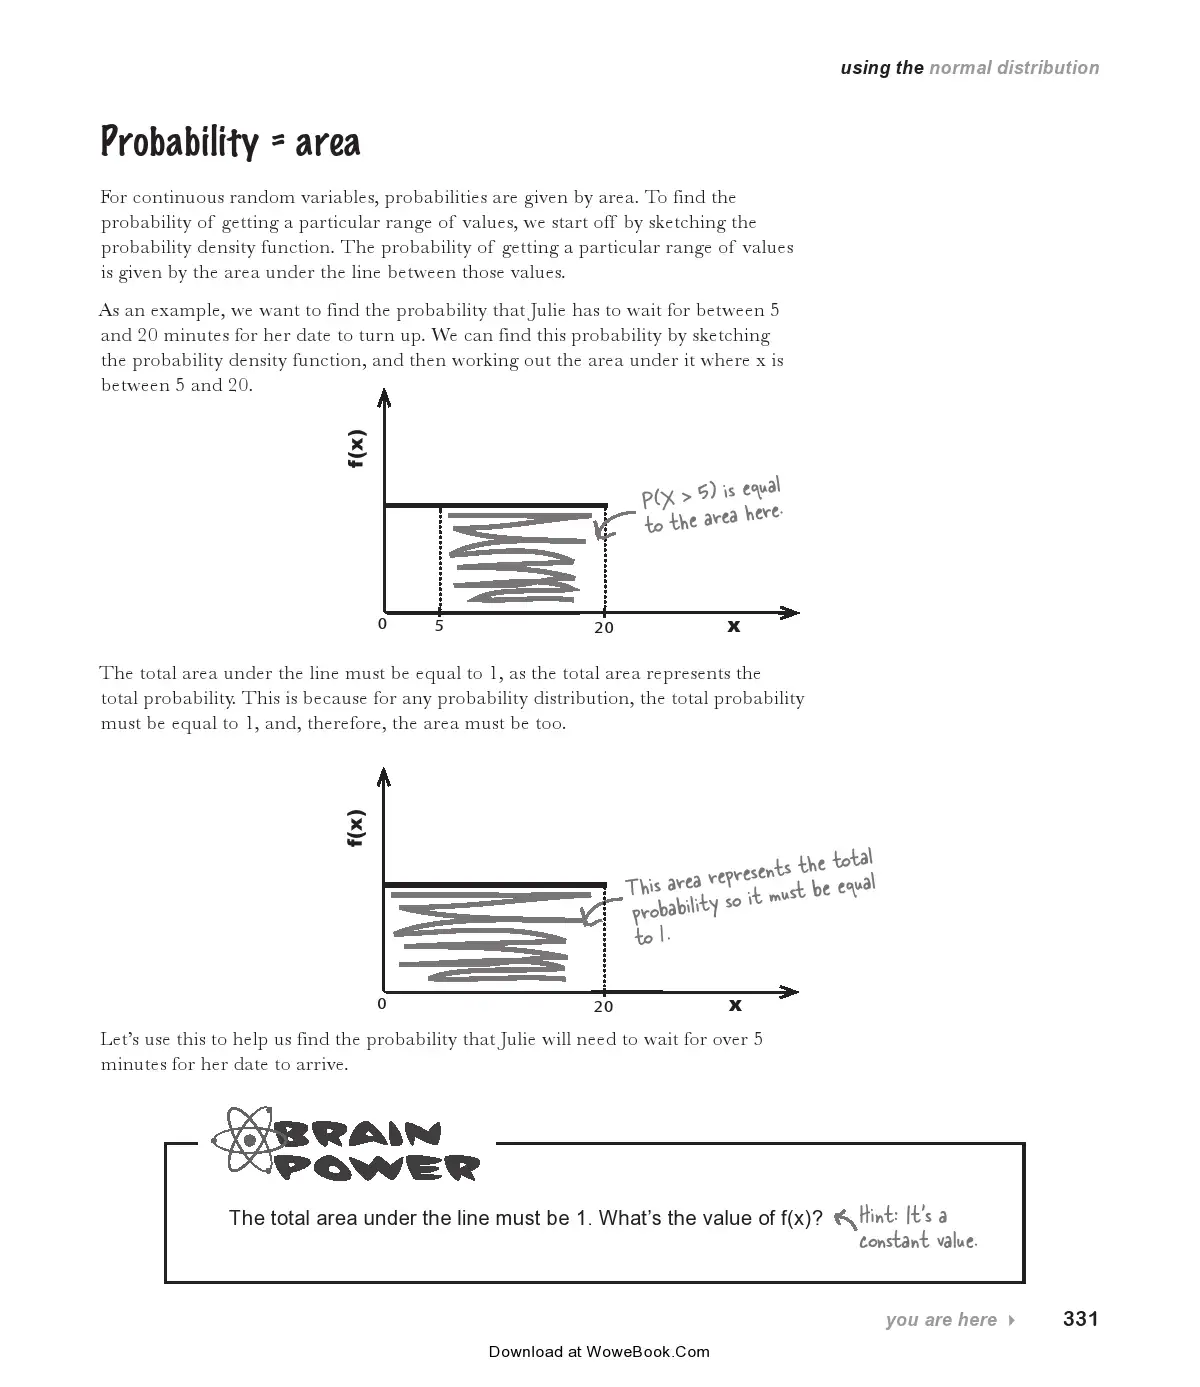 using the normal distribution
Probability = area
For continuous random variables, probabilities are given by area. To find the
probability of getting a particular range of values, we start off by sketching the
probability density function. The probability of getting a particular range of values
is given by the area under the line between those values.
As an example, we want to find the probability that Julie has to wait for between 5
and 20 minutes for her date to turn up. We can find this probability by sketching
the probability density function, and then working out the area under it where x is
between 5 and 20.
f(x)
P(X > 5) is equal
to the area here.
0 5 20 x
The total area under the line must be equal to 1, as the total area represents the
total probability. This is because for any probability distribution, the total probability
must be equal to 1, and, therefore, the area must be too.
f(x)
This area represents the total
probability so it must be equal
to 1.
0 20 x
Let's use this to help us find the probability that Julie will need to wait for over 5
minutes for her date to arrive.
BRAIN
POWER
The total area under the line must be 1. What's the value of f(x)?
Hint: It's a
constant value.
you are here 331
Download at WoweBook.Com